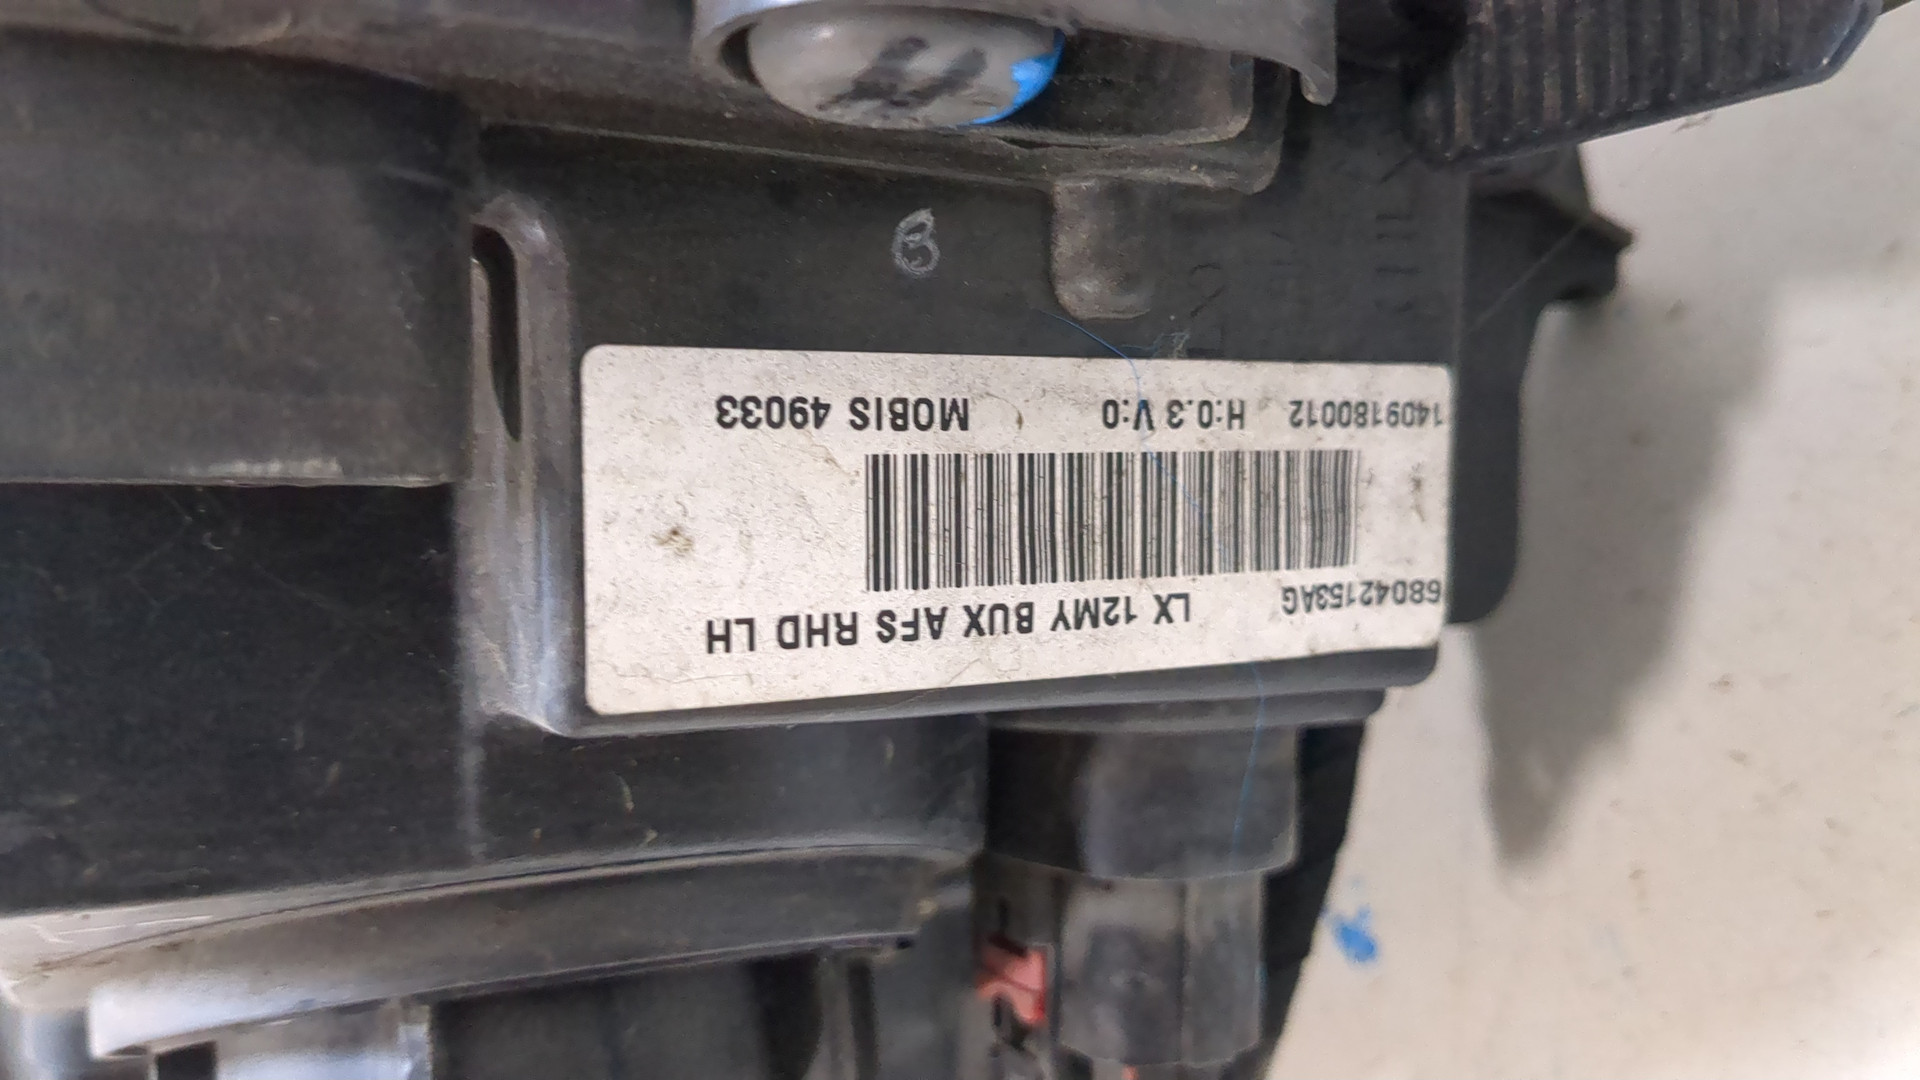 68042153AG LX 12MY BUX AFS RHD LH
1409180012 H:0.3 V:0 MOBIS 49033
B